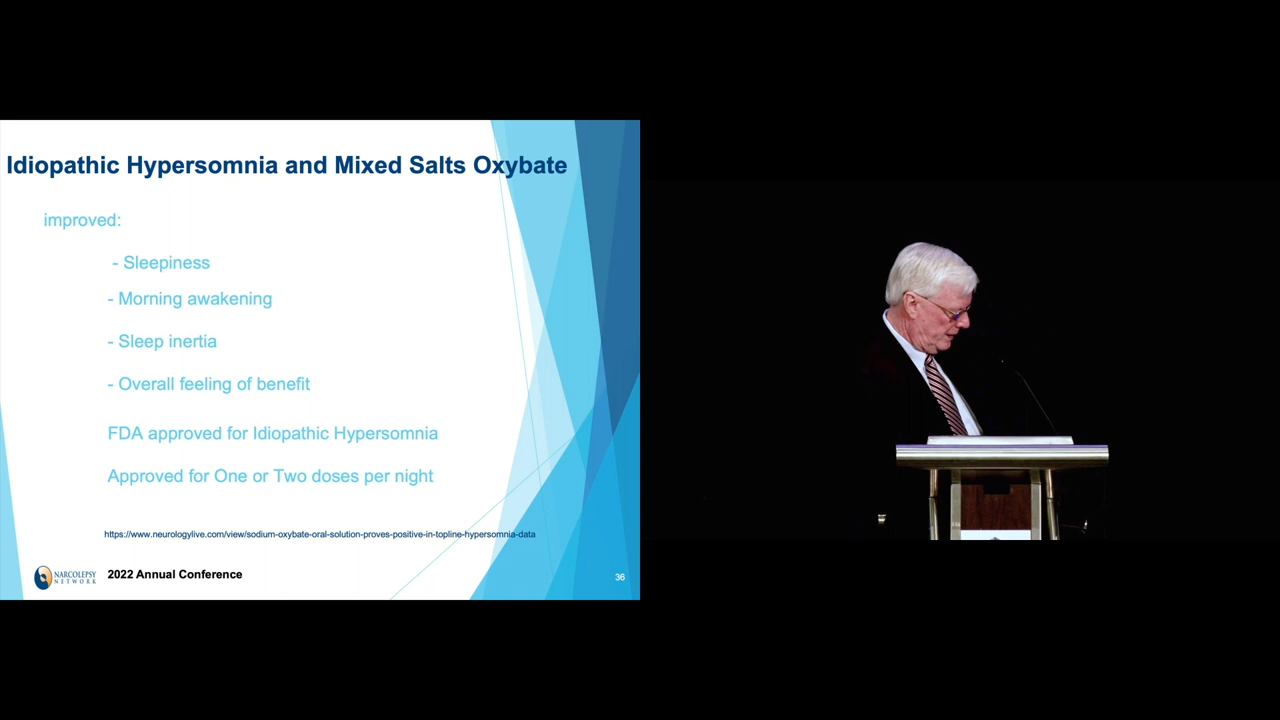 Idiopathic Hypersomnia and Mixed Salts Oxybate
improved:
- Sleepiness
- Morning awakening
- Sleep inertia
- Overall feeling of benefit
FDA approved for Idiopathic Hypersomnia
Approved for One or Two doses per night
https://www.neurologylive.com/view/sodium-oxybate-oral-solution-proves-positive-in-topline-hypersomnia-data
NARCOLEPSY
NETWORK
2022 Annual Conference
36